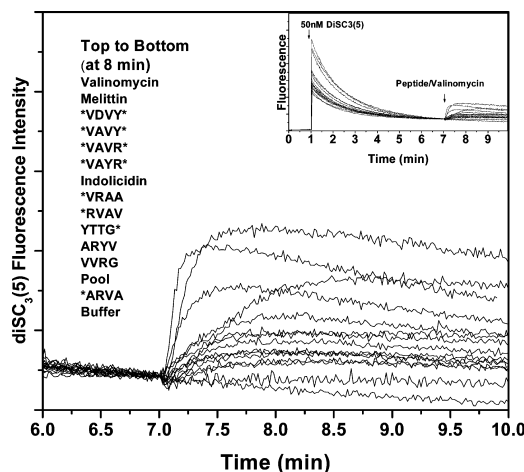 Top to Bottom
(at 8 min)
Valinomycin
Melittin
*VDVY*
*VAVY*
*VAVR*
*VAYR*
Indolicidin
*VRAA
*RVAV
YTTG*
ARYV
VVRG
Pool
*ARVA
Buffer
50nM DiSC3(5)
Peptide/Valinomycin
Fluorescence
0 1 2 3 4 5 6 7 8 9
Time (min)
diSC3(5) Fluorescence Intensity
6.0 6.5 7.0 7.5 8.0 8.5 9.0 9.5 10.0
Time (min)